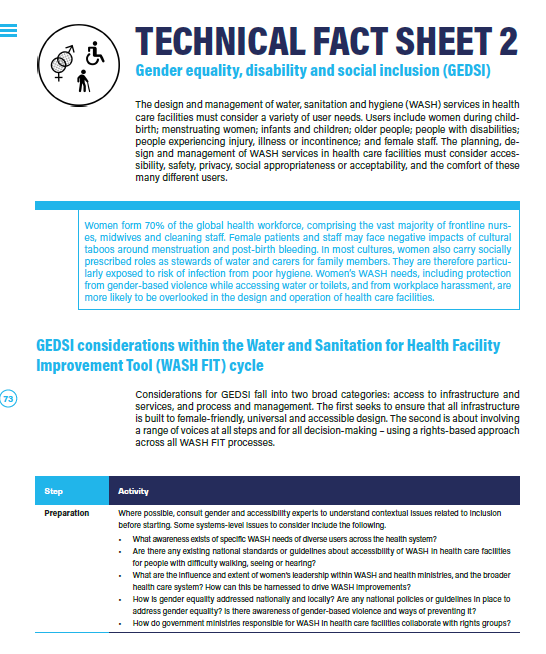 TECHNICAL FACT SHEET 2
Gender equality, disability and social inclusion (GEDSI)
The design and management of water, sanitation and hygiene (WASH) services in health
care facilities must consider a variety of user needs. Users include women during child-
birth; menstruating women; infants and children; older people; people with disabilities;
people experiencing injury, illness or incontinence; and female staff. The planning, de-
sign and management of WASH services in health care facilities must consider acces-
sibility, safety, privacy, social appropriateness or acceptability, and the comfort of these
many different users.
Women form 70% of the global health workforce, comprising the vast majority of frontline nurs-
es, midwives and cleaning staff. Female patients and staff may face negative impacts of cultural
taboos around menstruation and post-birth bleeding. In most cultures, women also carry socially
prescribed roles as stewards of water and carers for family members. They are therefore particu-
larly exposed to risk of infection from poor hygiene. Women's WASH needs, including protection
from gender-based violence while accessing water or toilets, and from workplace harassment, are
more likely to be overlooked in the design and operation of health care facilities.
GEDSI considerations within the Water and Sanitation for Health Facility
Improvement Tool (WASH FIT) cycle
73
Considerations for GEDSI fall into two broad categories: access to infrastructure and
services, and process and management. The first seeks to ensure that all infrastructure
is built to female-friendly, universal and accessible design. The second is about involving
a range of voices at all steps and for all decision-making – using a rights-based approach
across all WASH FIT processes.
Step Activity
Preparation Where possible, consult gender and accessibility experts to understand contextual issues related to inclusion
before starting. Some systems-level issues to consider include the following.
• What awareness exists of specific WASH needs of diverse users across the health system?
• Are there any existing national standards or guidelines about accessibility of WASH in health care facilities
for people with difficulty walking, seeing or hearing?
• What are the influence and extent of women's leadership within WASH and health ministries, and the broader
health care system? How can this be harnessed to drive WASH improvements?
• How is gender equality addressed nationally and locally? Are any national policies or guidelines in place to
address gender equality? Is there awareness of gender-based violence and ways of preventing it?
• How do government ministries responsible for WASH in health care facilities collaborate with rights groups?